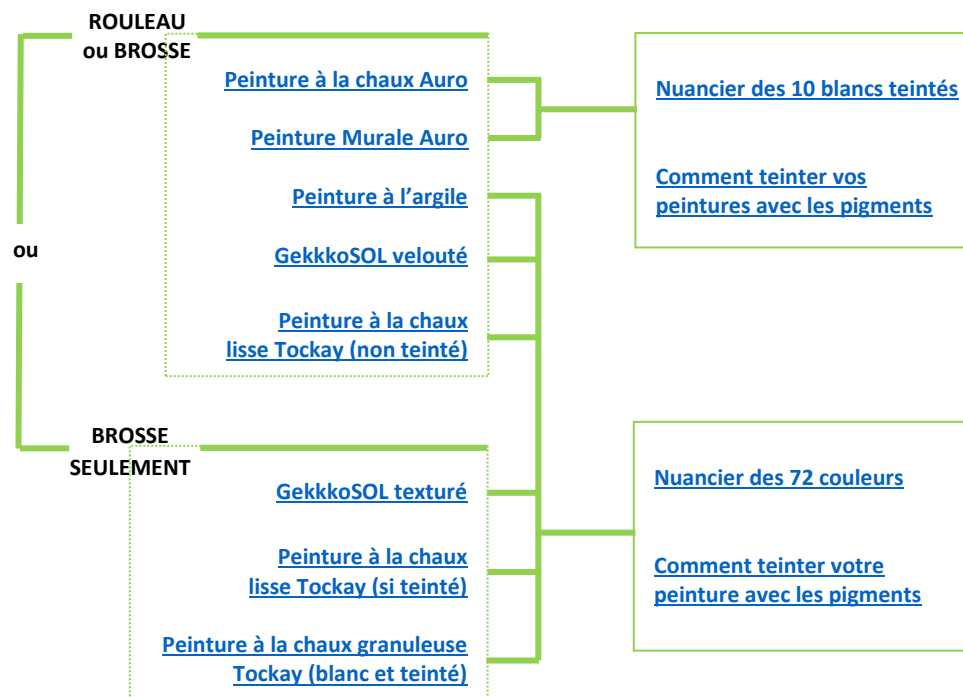 ROULEAU
ou BROSSE
Peinture à la chaux Auro
Peinture Murale Auro
Peinture à l’argile
GekkkoSOL velouté
Peinture à la chaux
lisse Tockay (non teinté)
Nuancier des 10 blancs teintés
Comment teinter vos
peintures avec les pigments
ou
BROSSE
SEULEMENT
GekkkoSOL texturé
Peinture à la chaux
lisse Tockay (si teinté)
Peinture à la chaux granuleuse
Tockay (blanc et teinté)
Nuancier des 72 couleurs
Comment teinter votre
peinture avec les pigments